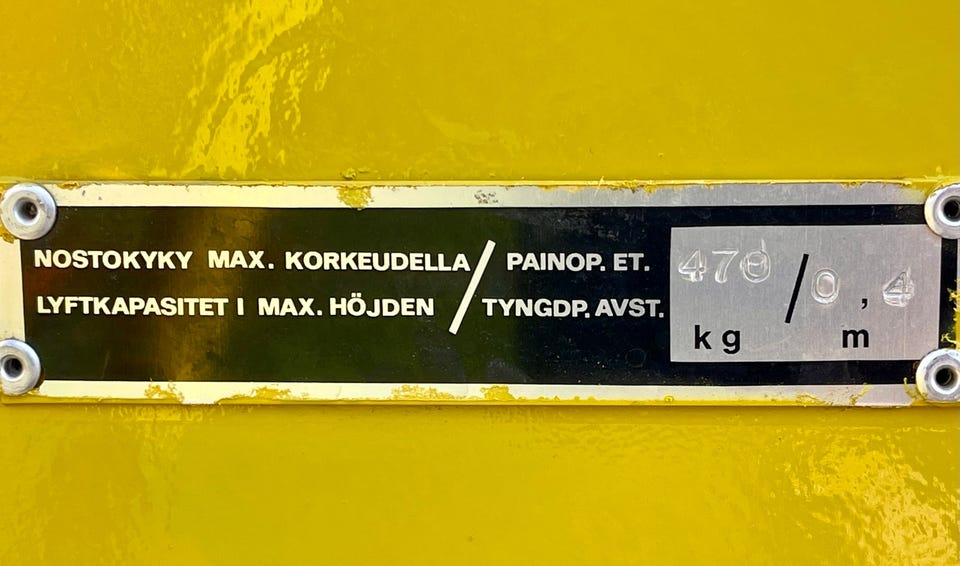 NOSTOKYKY MAX. KORKEUDELLA / PAINOP. ET. 470 / 0,4
LYFTKAPASITET I MAX. HÖJDEN / TYNGDP. AVST. kg m